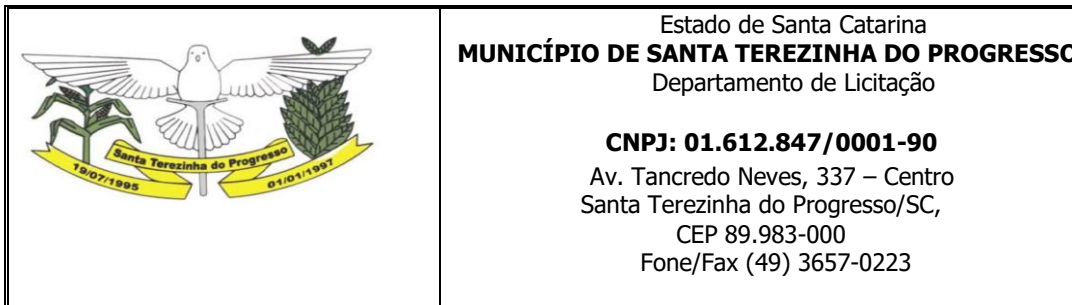 19/07/1995
Santa Terezinha do Progresso
01/01/1997
Estado de Santa Catarina
MUNICÍPIO DE SANTA TEREZINHA DO PROGRESSO
Departamento de Licitação
CNPJ: 01.612.847/0001-90
Av. Tancredo Neves, 337 – Centro
Santa Terezinha do Progresso/SC,
CEP 89.983-000
Fone/Fax (49) 3657-0223